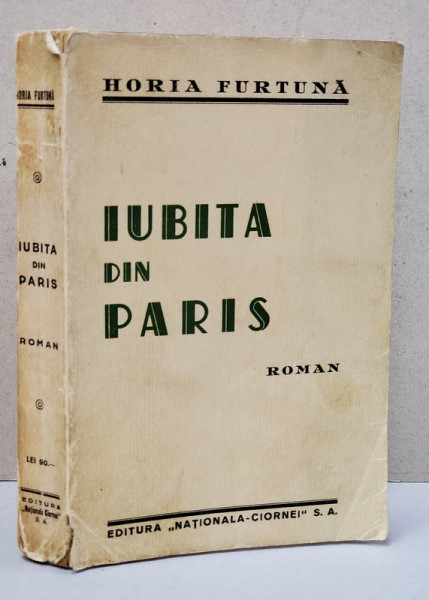 HORIA FURTUNĂ
IUBITA
DIN
PARIS
ROMAN
EDITURA „NAȚIONALA-CIORNEI" S. A.
HORIA FURTUNĂ
IUBITA
DIN
PARIS
ROMAN
LEI 90.—
EDITURA
„Naționala Ciornei"
S. A.